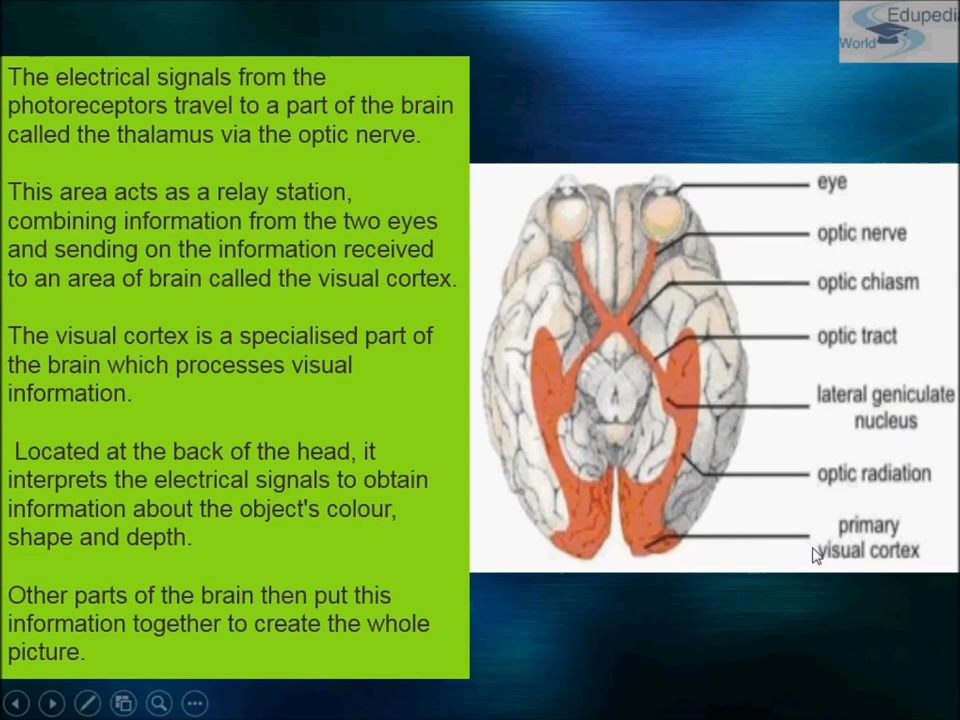 Edupedi
World
The electrical signals from the
photoreceptors travel to a part of the brain
called the thalamus via the optic nerve.
This area acts as a relay station,
combining information from the two eyes
and sending on the information received
to an area of brain called the visual cortex.
The visual cortex is a specialised part of
the brain which processes visual
information.
Located at the back of the head, it
interprets the electrical signals to obtain
information about the object's colour,
shape and depth.
Other parts of the brain then put this
information together to create the whole
picture.
eye
optic nerve
optic chiasm
optic tract
lateral geniculate
nucleus
optic radiation
primary
visual cortex